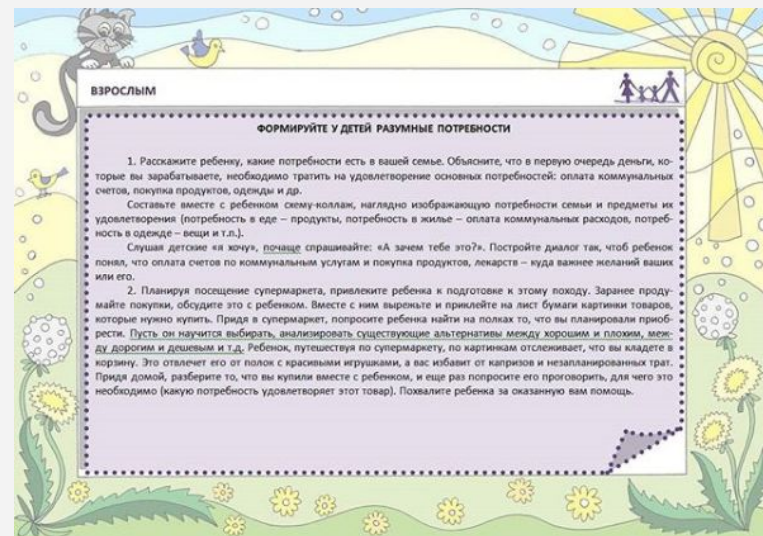 ВЗРОСЛЫМ
ФОРМИРУЙТЕ У ДЕТЕЙ РАЗУМНЫЕ ПОТРЕБНОСТИ
1. Расскажите ребенку, какие потребности есть в вашей семье. Объясните, что в первую очередь деньги, ко-
торые вы зарабатываете, необходимо тратить на удовлетворение основных потребностей: оплата коммунальных
счетов, покупка продуктов, одежды и др.
Составьте вместе с ребенком схему-коллаж, наглядно изображающую потребности семьи и предметы их
удовлетворения (потребность в еде – продукты, потребность в жилье – оплата коммунальных расходов, потреб-
ность в одежде – вещи и т.п.).
Слушая детские «я хочу», почаще спрашивайте: «А зачем тебе это?». Постройте диалог так, чтоб ребенок
понял, что оплата счетов по коммунальным услугам и покупка продуктов, лекарств – куда важнее желаний ваших
или его.
2. Планируя посещение супермаркета, привлеките ребенка к подготовке к этому походу. Заранее проду-
майте покупки, обсудите это с ребенком. Вместе с ним вырежьте и приклейте на лист бумаги картинки товаров,
которые нужно купить. Придя в супермаркет, попросите ребенка найти на полках то, что вы планировали приоб-
рести. Пусть он научится выбирать, анализировать существующие альтернативы между хорошим и плохим, меж-
ду дорогим и дешевым и т.д. Ребенок, путешествуя по супермаркету, по картинкам отслеживает, что вы кладете в
корзину. Это отвлечет его от полок с красивыми игрушками, а вас избавит от капризов и незапланированных трат.
Придя домой, разберите то, что вы купили вместе с ребенком, и еще раз попросите его проговорить, для чего это
необходимо (какую потребность удовлетворяет этот товар). Похвалите ребенка за оказанную вам помощь.